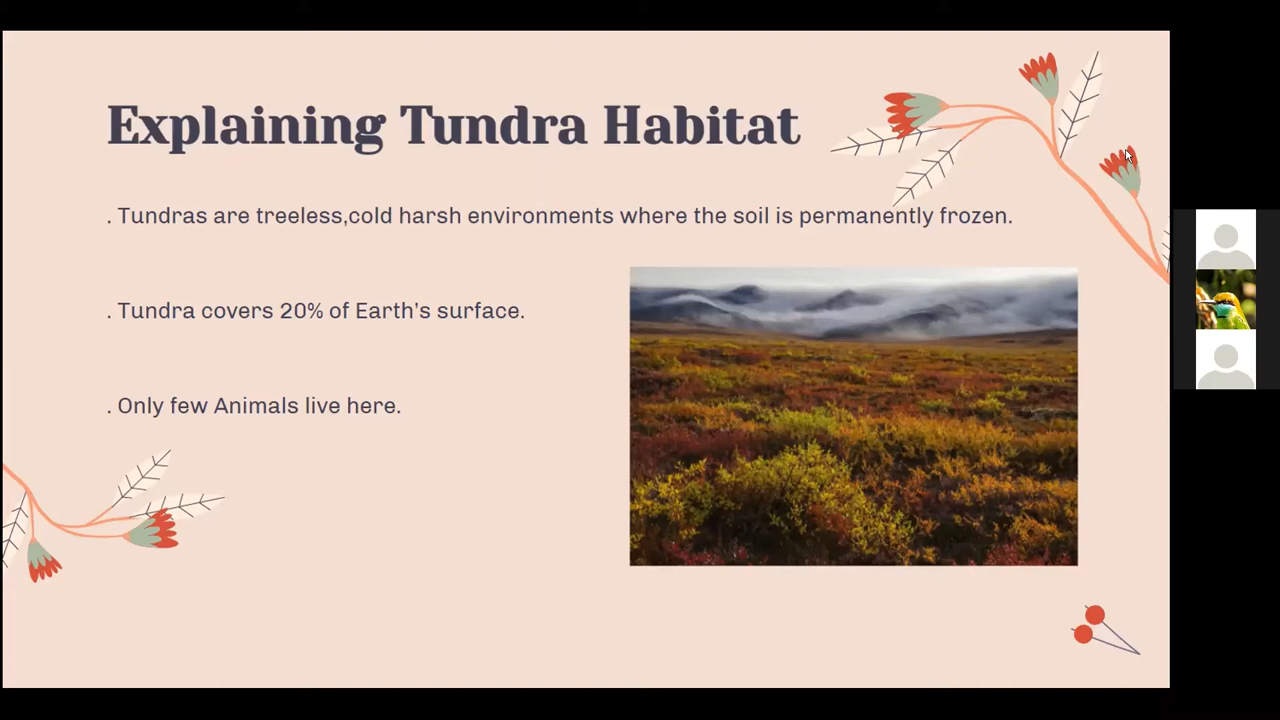 Explaining Tundra Habitat
. Tundras are treeless,cold harsh environments where the soil is permanently frozen.
. Tundra covers 20% of Earth's surface.
. Only few Animals live here.